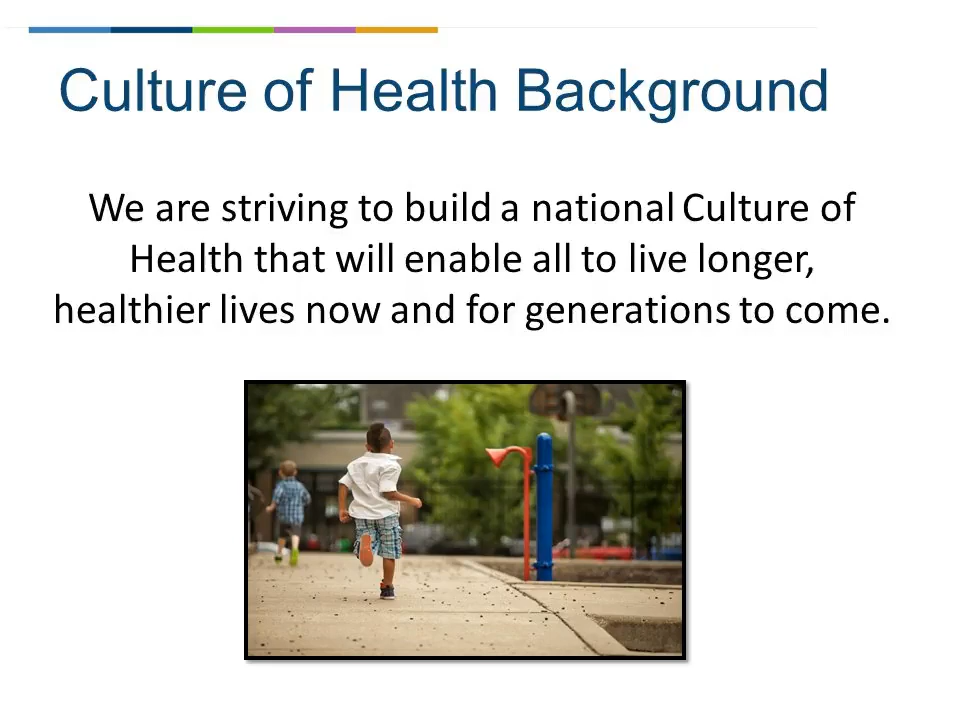 Culture of Health Background
We are striving to build a national Culture of
Health that will enable all to live longer,
healthier lives now and for generations to come.